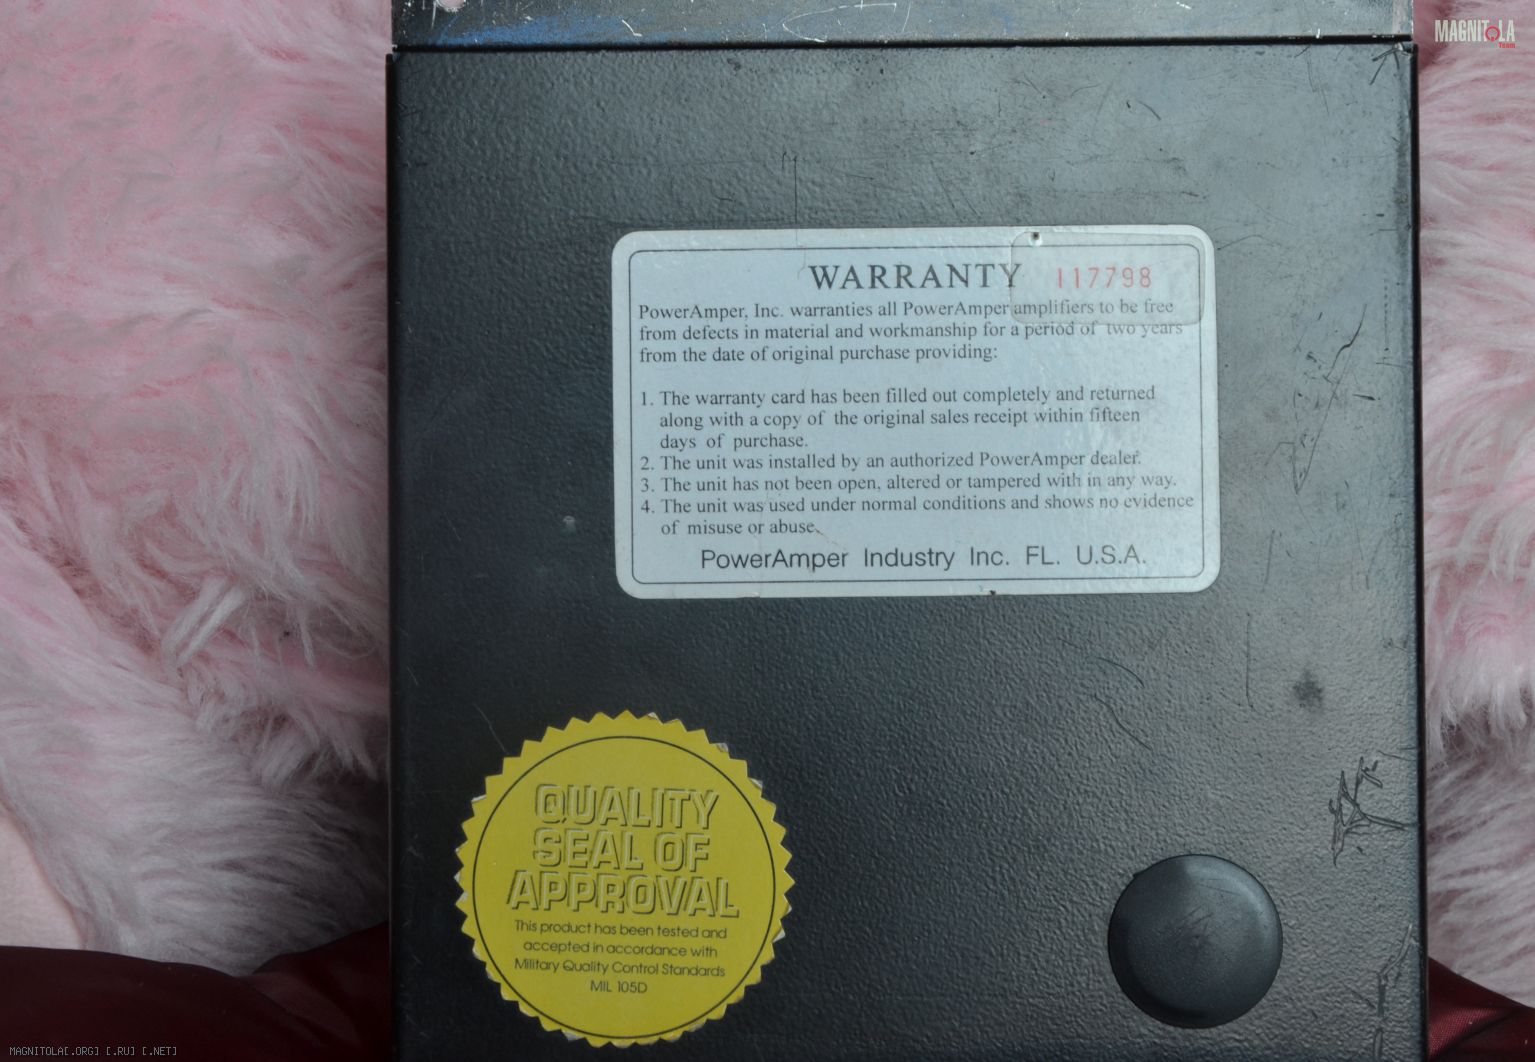 MAGNITOLA
Team
WARRANTY 117798
PowerAmper, Inc. warranties all PowerAmper amplifiers to be free
from defects in material and workmanship for a period of two years
from the date of original purchase providing:
1. The warranty card has been filled out completely and returned
along with a copy of the original sales receipt within fifteen
days of purchase.
2. The unit was installed by an authorized PowerAmper dealer.
3. The unit has not been open, altered or tampered with in any way.
4. The unit was used under normal conditions and shows no evidence
of misuse or abuse.
PowerAmper Industry Inc. FL. U.S.A.
QUALITY
SEAL OF
APPROVAL
This product has been tested and
accepted in accordance with
Military Quality Control Standards
MIL 105D
MAGNITOLA[.ORG] [.RU] [.NET]